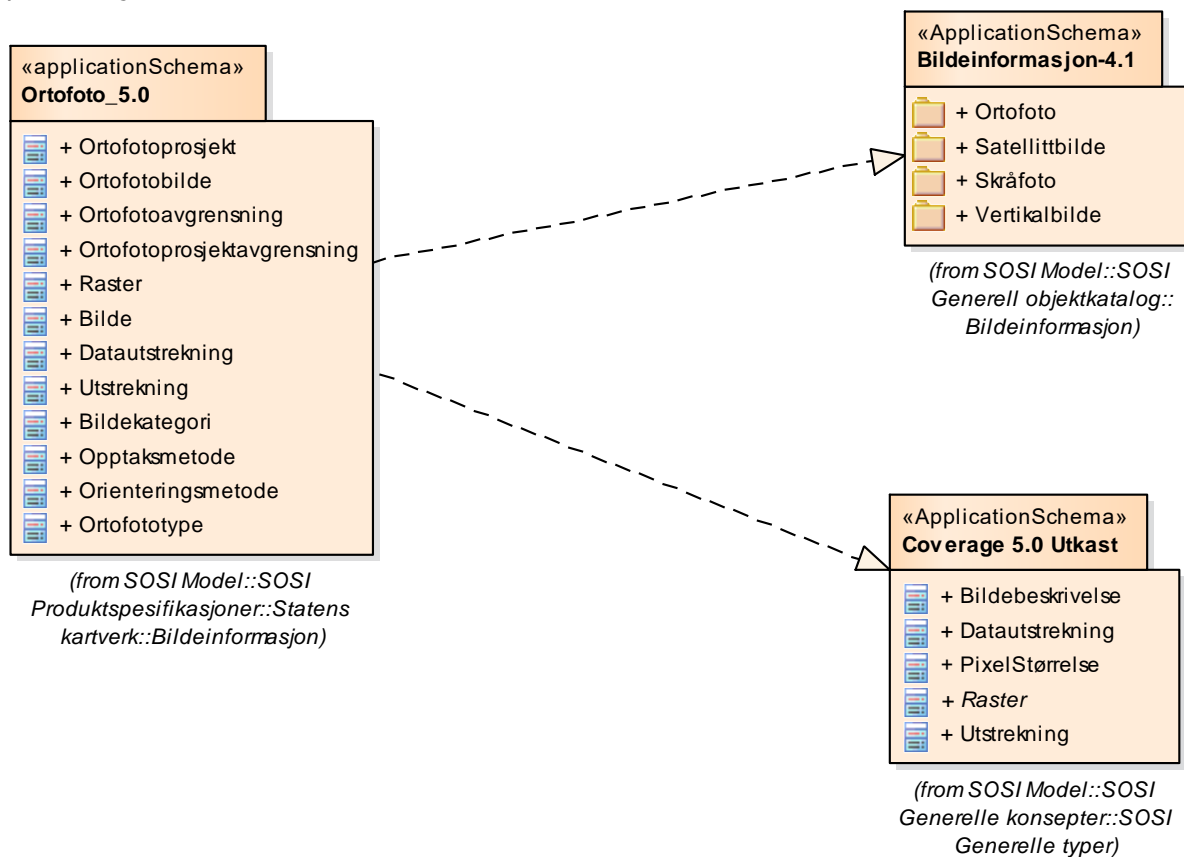 «applicationSchema»
Ortofoto_5.0
+ Ortofotoprosjekt
+ Ortofotobilde
+ Ortofotoavgrensning
+ Ortofotoprosjektavgrensning
+ Raster
+ Bilde
+ Datautstrekning
+ Utstrekning
+ Bildekategori
+ Opptaksmetode
+ Orienteringsmetode
+ Ortofototype
(from SOSI Model::SOSI
Produktspesifikasjoner::Statens
kartverk::Bildeinformasjon)
«ApplicationSchema»
Bildeinformasjon-4.1
+ Ortofoto
+ Satellittbilde
+ Skråfoto
+ Vertikalbilde
(from SOSI Model::SOSI
Generell objektkatalog::
Bildeinformasjon)
«ApplicationSchema»
Coverage 5.0 Utkast
+ Bildebeskrivelse
+ Datautstrekning
+ PixelStørrelse
+ Raster
+ Utstrekning
(from SOSI Model::SOSI
Generelle konsepter::SOSI
Generelle typer)